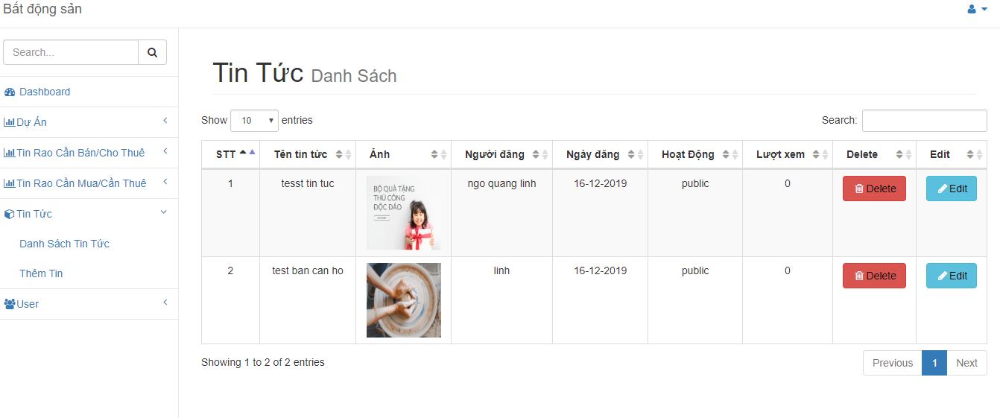 Bất động sản
Search...
Dashboard
Dự Án
Tin Rao Cần Bán/Cho Thuê
Tin Rao Cần Mua/Cần Thuê
Tin Tức
Danh Sách Tin Tức
Thêm Tin
User
Tin Tức Danh Sách
Show 10 entries Search:
STT Tên tin tức Ảnh Người đăng Ngày đăng Hoạt Động Lượt xem Delete Edit
1 tesst tin tuc ngo quang linh 16-12-2019 public 0 Delete Edit
BỘ QUÀ TẶNG
THỦ CÔNG
ĐỘC ĐÁO
2 test ban can ho linh 16-12-2019 public 0 Delete Edit
Showing 1 to 2 of 2 entries Previous 1 Next